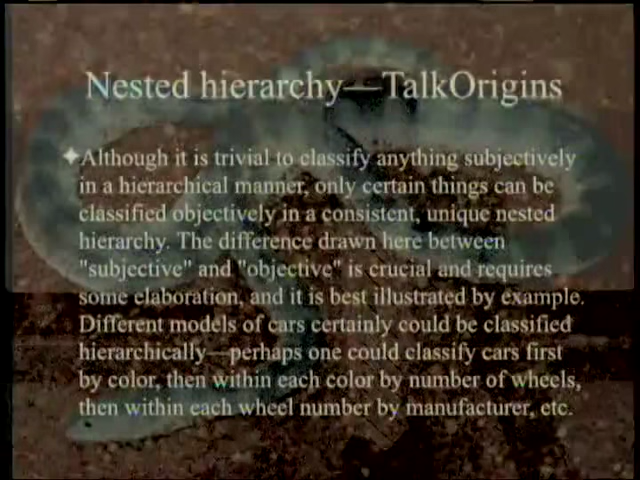 Nested hierarchy—TalkOrigins
Although it is trivial to classify anything subjectively
in a hierarchical manner, only certain things can be
classified objectively in a consistent, unique nested
hierarchy. The difference drawn here between
"subjective" and "objective" is crucial and requires
some elaboration, and it is best illustrated by example.
Different models of cars certainly could be classified
hierarchically—perhaps one could classify cars first
by color, then within each color by number of wheels,
then within each wheel number by manufacturer, etc.